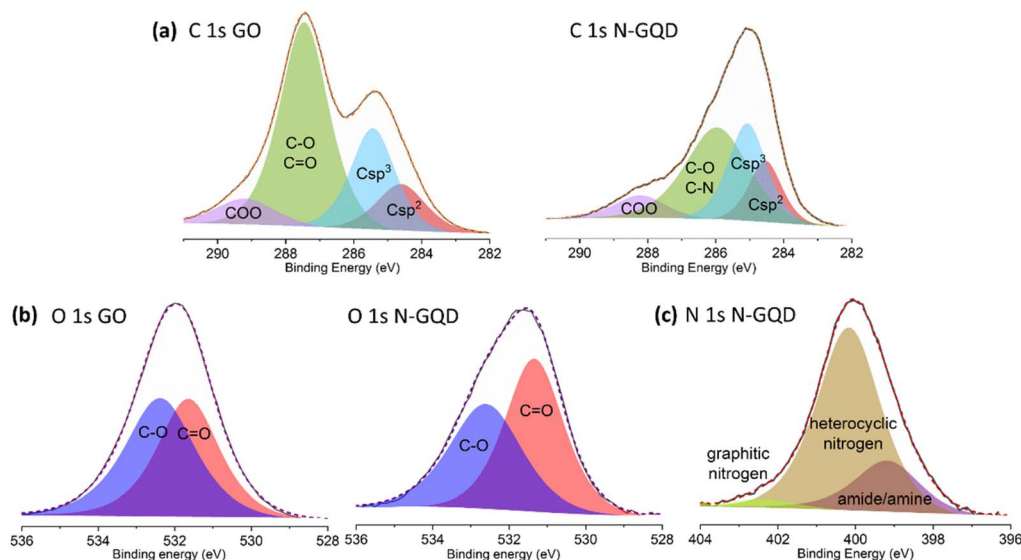 (a) C 1s GO
C-O
C=O
Csp³
Csp²
COO
290 288 286 284 282
Binding Energy (eV)
C 1s N-GQD
C-O
C-N
Csp³
Csp²
COO
290 288 286 284 282
Binding Energy (eV)
(b) O 1s GO
C-O
C=O
536 534 532 530 528
Binding energy (eV)
O 1s N-GQD
C-O
C=O
536 534 532 530 528
Binding energy (eV)
(c) N 1s N-GQD
graphitic
nitrogen
heterocyclic
nitrogen
amide/amine
404 402 400 398 396
Binding energy (eV)